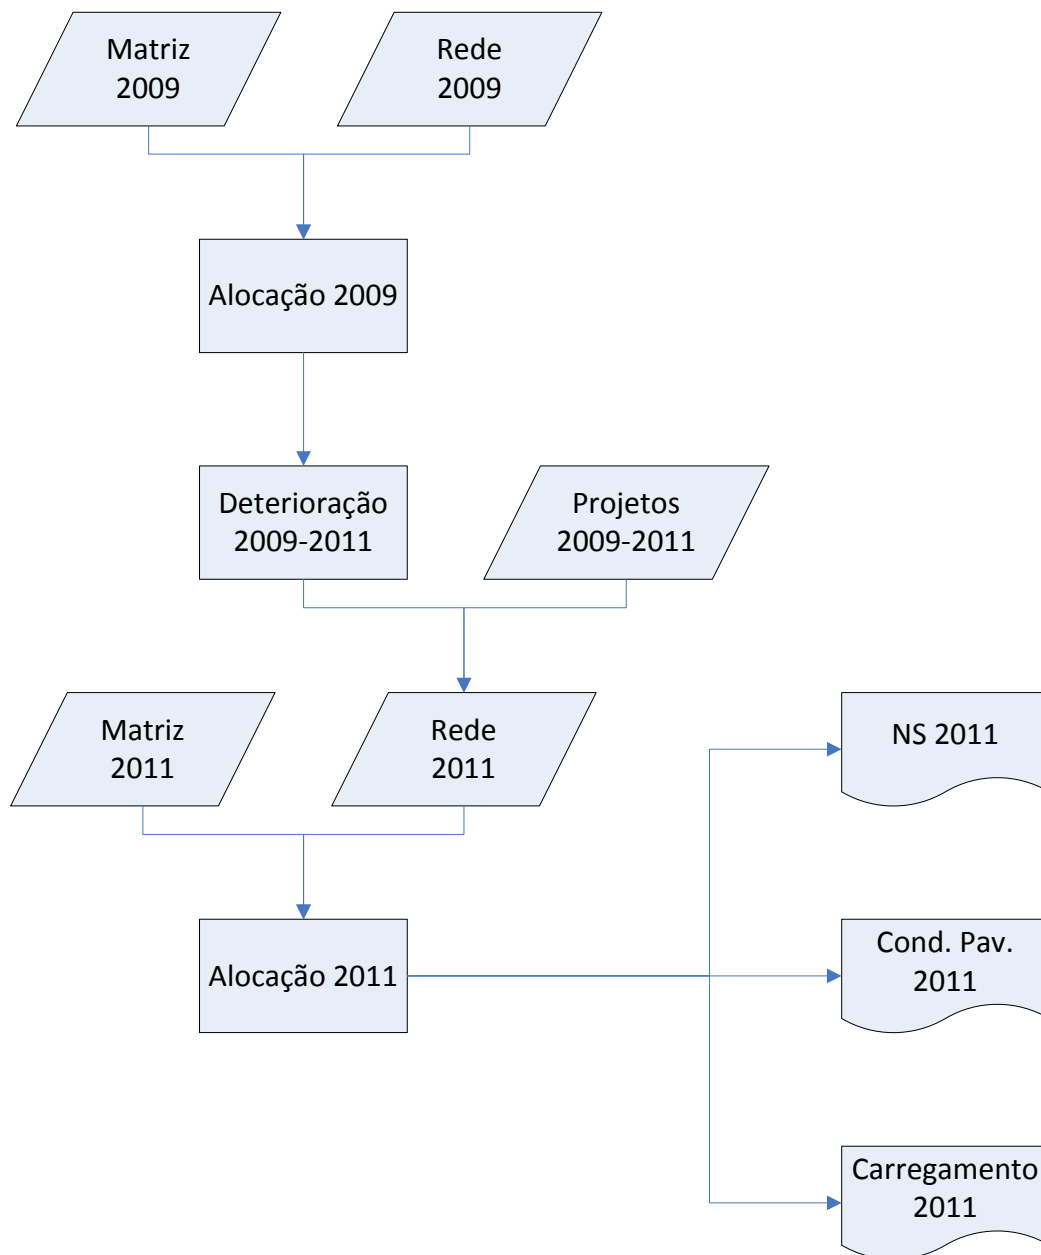 Matriz
2009
Rede
2009
Alocação 2009
Deterioração
2009-2011
Projetos
2009-2011
Matriz
2011
Rede
2011
NS 2011
Alocação 2011
Cond. Pav.
2011
Carregamento
2011